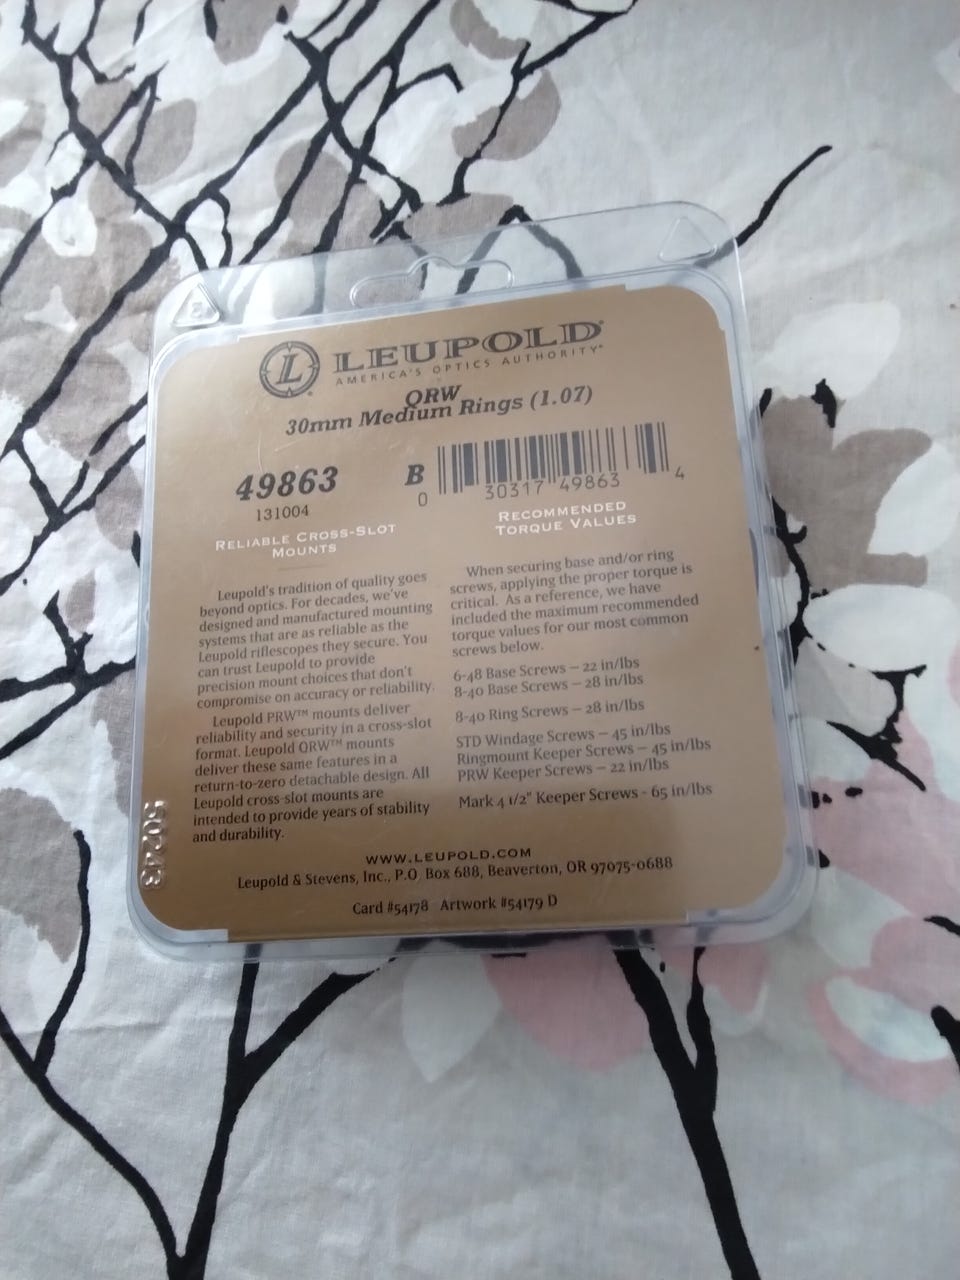 LEUPOLD®
AMERICA'S OPTICS AUTHORITY®
QRW
30mm Medium Rings (1.07)
49863
131004
B
0 30317 49863 4
RELIABLE CROSS-SLOT
MOUNTS
Leupold's tradition of quality goes
beyond optics. For decades, we've
designed and manufactured mounting
systems that are as reliable as the
Leupold riflescopes they secure. You
can trust Leupold to provide
precision mount choices that don't
compromise on accuracy or reliability.
Leupold PRW™ mounts deliver
reliability and security in a cross-slot
format. Leupold QRW™ mounts
deliver these same features in a
return-to-zero detachable design. All
Leupold cross-slot mounts are
intended to provide years of stability
and durability.
RECOMMENDED
TORQUE VALUES
When securing base and/or ring
screws, applying the proper torque is
critical. As a reference, we have
included the maximum recommended
torque values for our most common
screws below.
6-48 Base Screws – 22 in/lbs
8-40 Base Screws – 28 in/lbs
8-40 Ring Screws – 28 in/lbs
STD Windage Screws – 45 in/lbs
Ringmount Keeper Screws – 45 in/lbs
PRW Keeper Screws – 22 in/lbs
Mark 4 1/2" Keeper Screws - 65 in/lbs
WWW.LEUPOLD.COM
Leupold & Stevens, Inc., P.O. Box 688, Beaverton, OR 97075-0688
Card #54178 Artwork #54179 D
50243